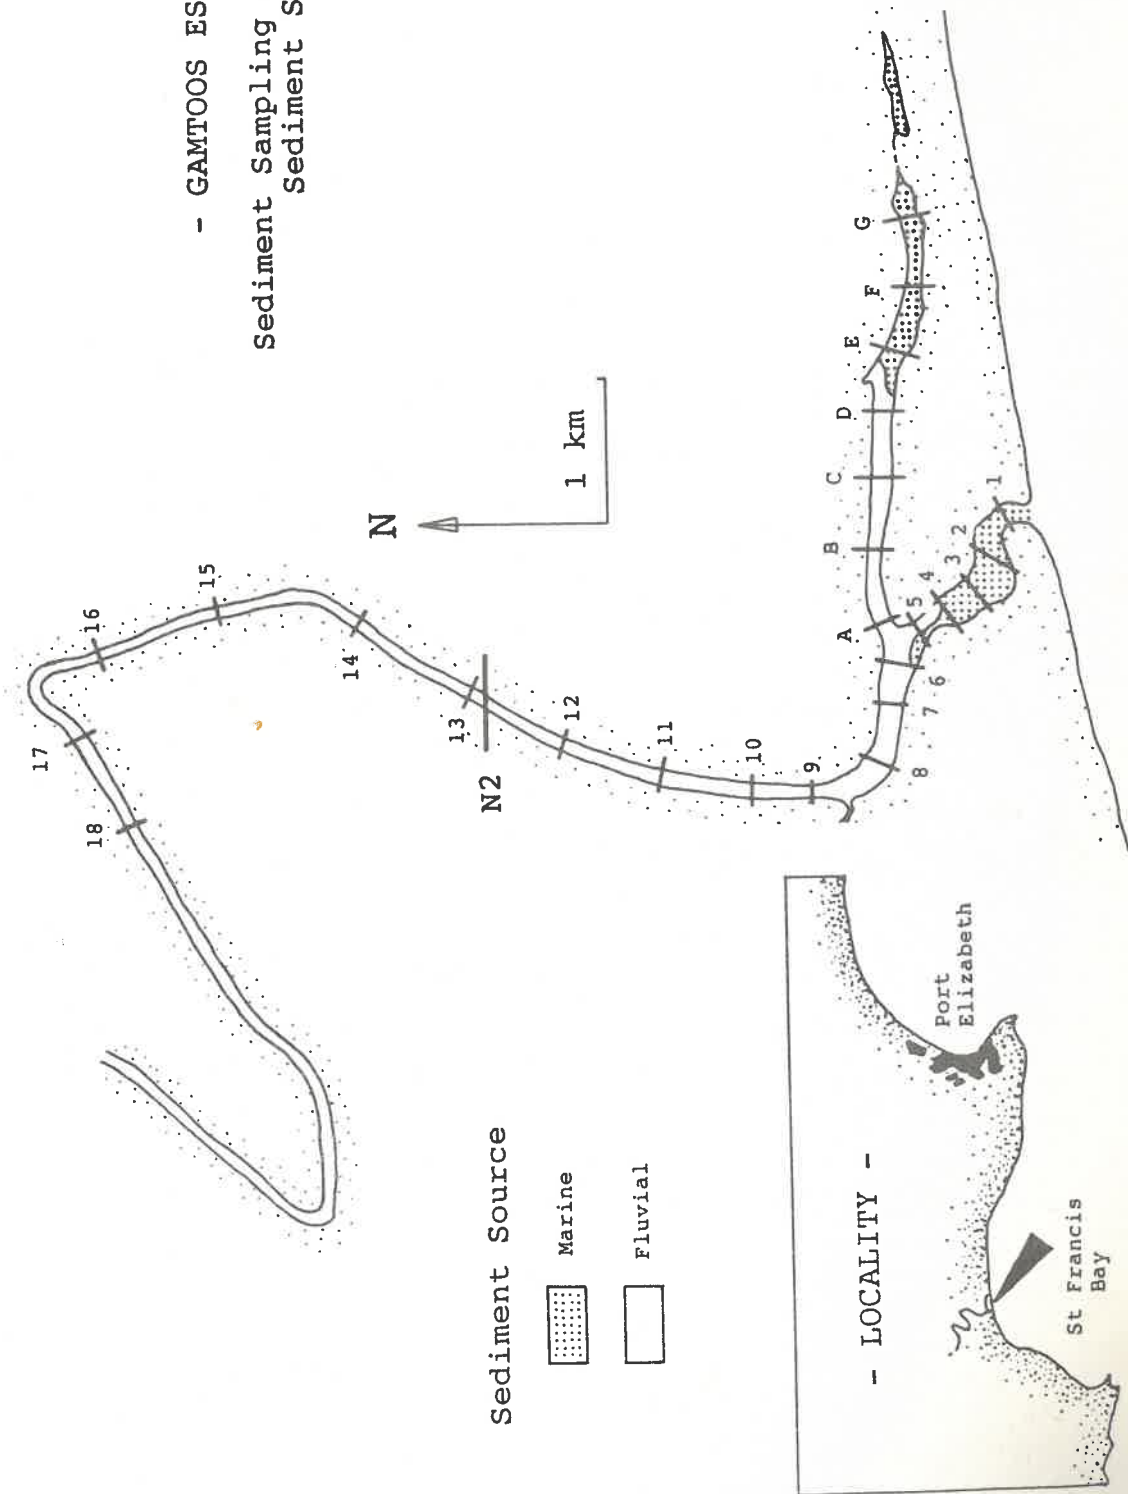 - GAMTOOS ES
Sediment Sampling
Sediment S
N
1 km
N2
1
2
3
4
5
6
7
8
9
10
11
12
13
14
15
16
17
18
A
B
C
D
E
F
G
Sediment Source
Marine
Fluvial
- LOCALITY -
Port
Elizabeth
St Francis
Bay